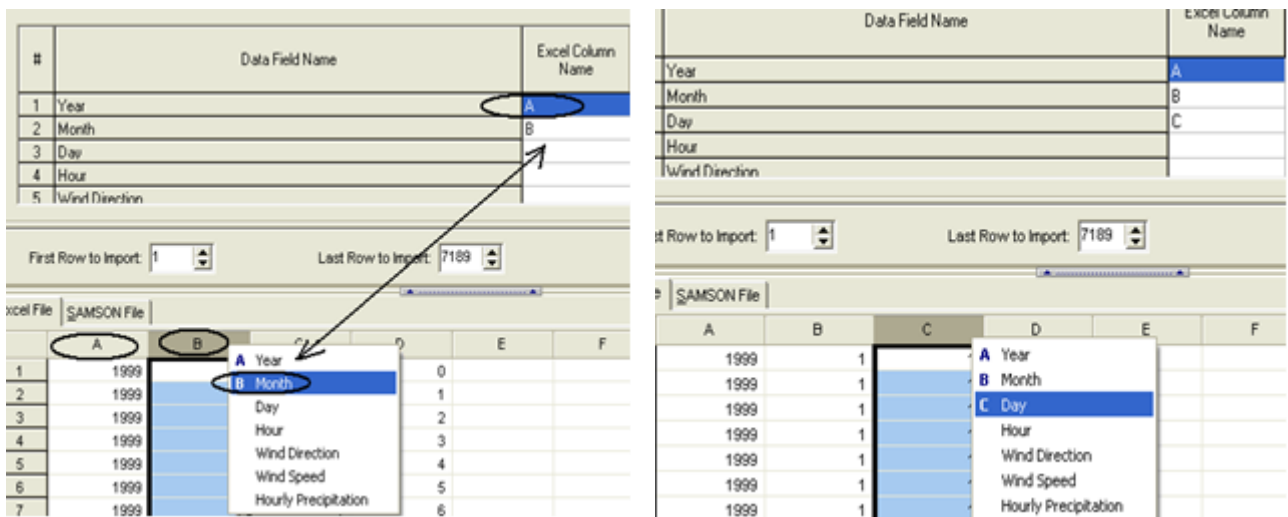 # Data Field Name Excel Column Name
1 Year A
2 Month B
3 Day
4 Hour
5 Wind Direction
First Row to Import: 1 Last Row to Import: 7189
xcel File SAMSON File
A B D E F
1 1999 0
2 1999 1
3 1999 2
4 1999 3
5 1999 4
6 1999 5
7 1999 6
A Year
B Month
Day
Hour
Wind Direction
Wind Speed
Hourly Precipitation
Data Field Name Excel Column Name
Year A
Month B
Day C
Hour
Wind Direction
st Row to Import: 1 Last Row to Import: 7189
SAMSON File
A B C D E F
1999 1
1999 1
1999 1
1999 1
1999 1
1999 1
1999 1
A Year
B Month
C Day
Hour
Wind Direction
Wind Speed
Hourly Precipitation